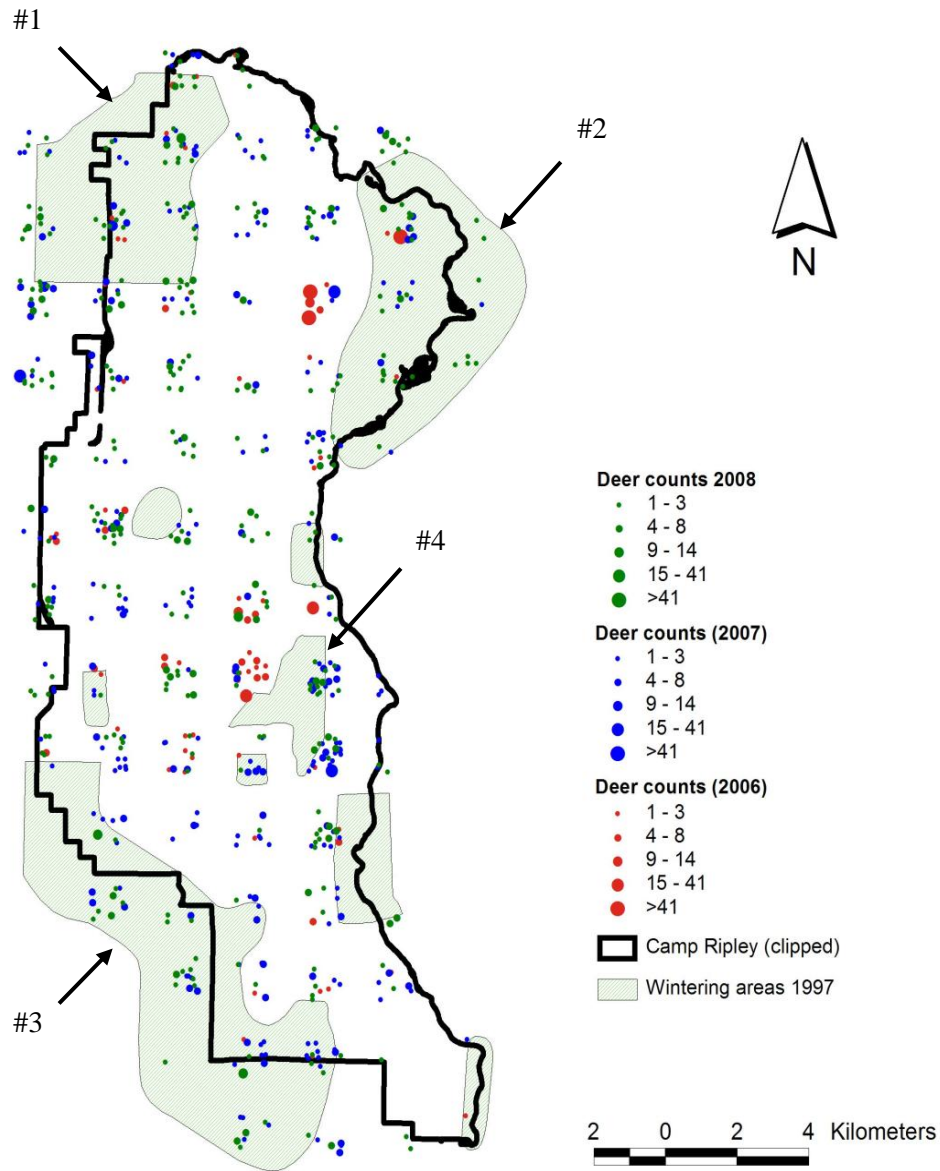 #1
#2
N
#4
Deer counts 2008
1 - 3
4 - 8
9 - 14
15 - 41
>41
Deer counts (2007)
1 - 3
4 - 8
9 - 14
15 - 41
>41
Deer counts (2006)
1 - 3
4 - 8
9 - 14
15 - 41
>41
Camp Ripley (clipped)
Wintering areas 1997
#3
2 0 2 4 Kilometers